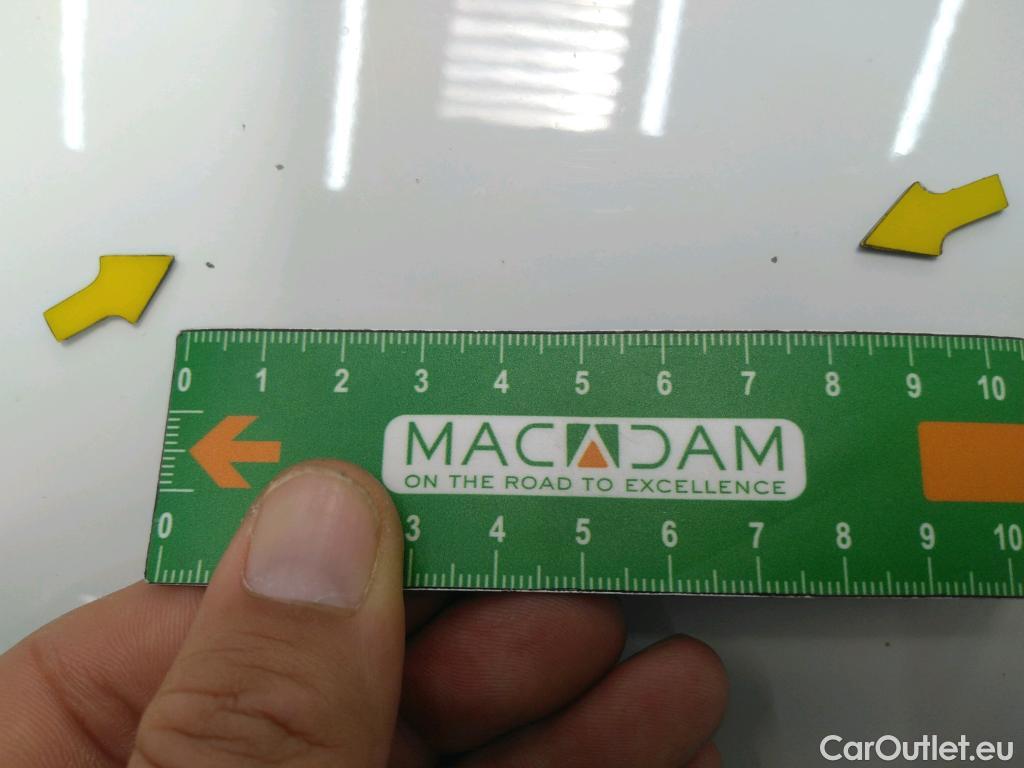 0 1 2 3 4 5 6 7 8 9 10
MACADAM
ON THE ROAD TO EXCELLENCE
0 3 4 5 6 7 8 9 10
CarOutlet.eu